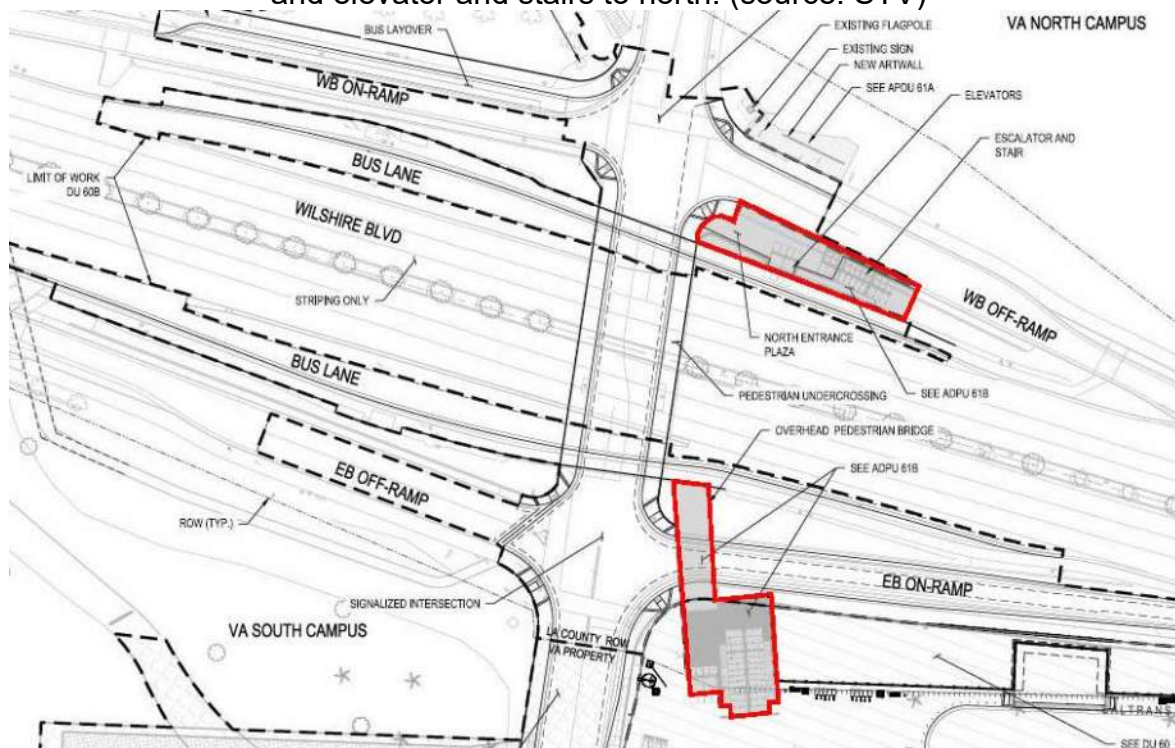 and elevator and stairs to north. (source: STV)
BUS LAYOVER
EXISTING FLAGPOLE
VA NORTH CAMPUS
EXISTING SIGN
NEW ARTWALL
SEE APDU 61A
WB ON-RAMP
ELEVATORS
ESCALATOR AND
STAIR
BUS LANE
LIMIT OF WORK
DU 60B
WILSHIRE BLVD
STRIPING ONLY
WB OFF-RAMP
NORTH ENTRANCE
PLAZA
BUS LANE
PEDESTRIAN UNDERCROSSING
SEE ADPU 61B
OVERHEAD PEDESTRIAN BRIDGE
SEE ADPU 61B
EB OFF-RAMP
ROW (TYP.)
EB ON-RAMP
SIGNALIZED INTERSECTION
VA SOUTH CAMPUS
LA COUNTY ROW
VA PROPERTY
CALTRANS
SEE DU 60